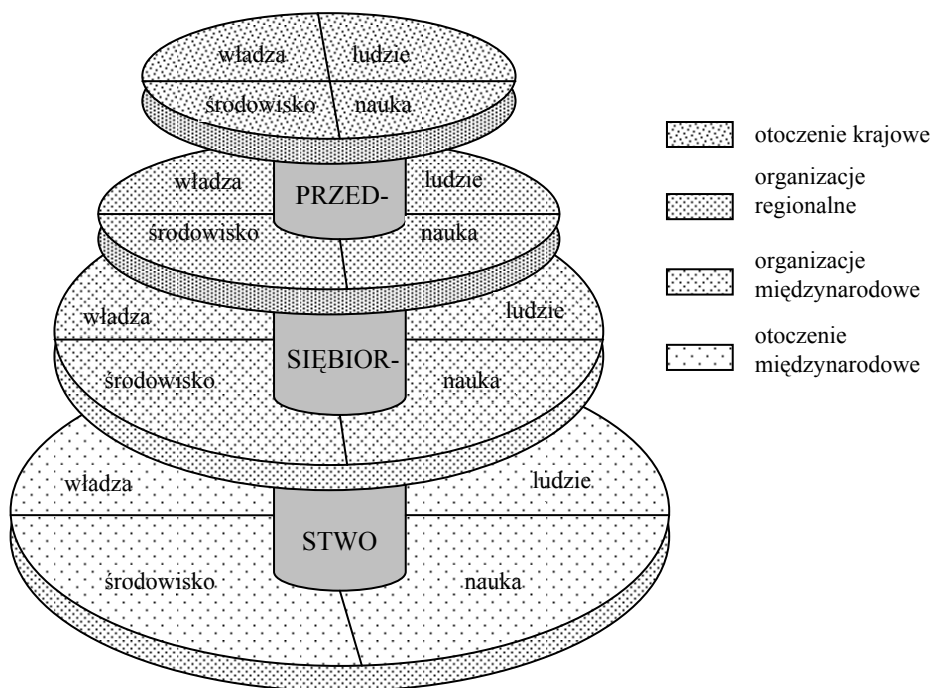 władza ludzie
środowisko nauka
PRZED-
władza ludzie
środowisko nauka
SIĘBIOR-
władza ludzie
środowisko nauka
STWO
władza ludzie
środowisko nauka
otoczenie krajowe
organizacje
regionalne
organizacje
międzynarodowe
otoczenie
międzynarodowe